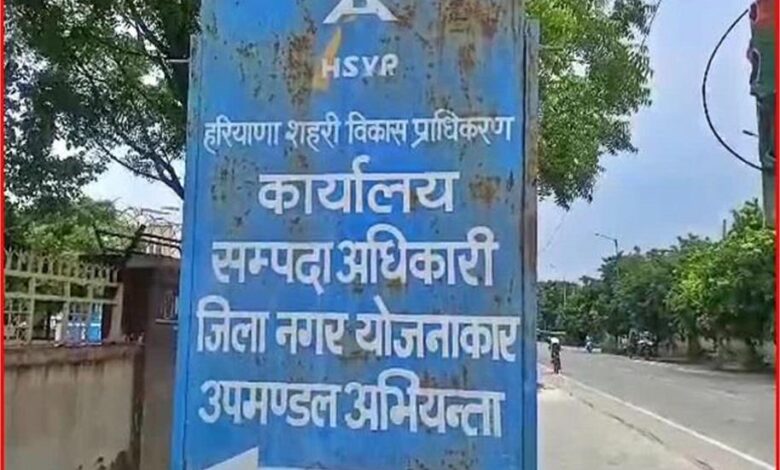 HSVP
हरियाणा शहरी विकास प्राधिकरण
कार्यालय
सम्पदा अधिकारी
जिला नगर योजनाकार
उपमण्डल अभियन्ता